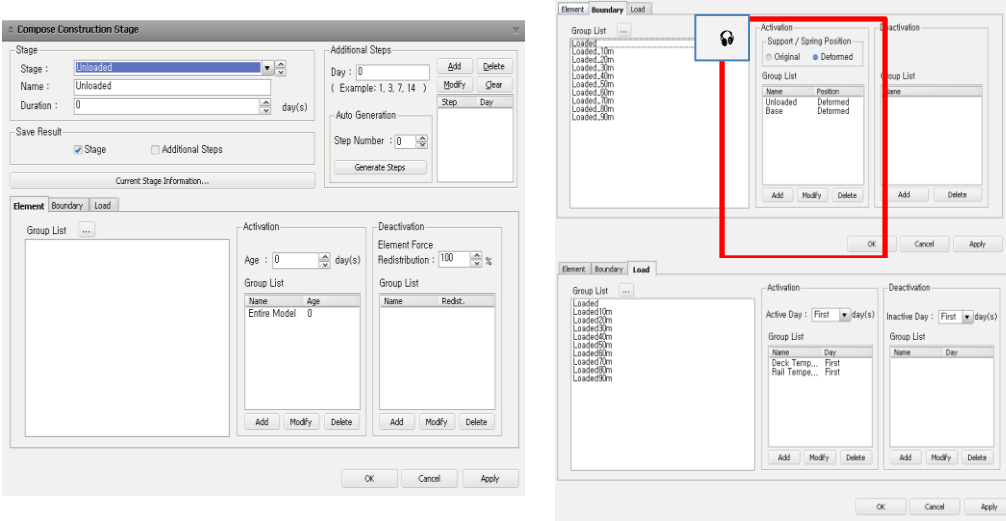 Compose Construction Stage
Stage
Stage : Unloaded
Name : Unloaded
Duration : 0 day(s)
Save Result
Stage Additional Steps
Current Stage Information...
Additional Steps
Day : 0
( Example: 1, 3, 7, 14 )
Add Delete
Modify Clear
Step Day
Auto Generation
Step Number : 0
Generate Steps
Element Boundary Load
Group List ...
Activation
Age : 0 day(s)
Group List
Name Age
Entire Model 0
Add Modify Delete
Deactivation
Element Force
Redistribution : 100 %
Group List
Name Redist.
Add Modify Delete
OK Cancel Apply
Element Boundary Load
Group List ...
Loaded
Loaded_10m
Loaded_20m
Loaded_30m
Loaded_40m
Loaded_50m
Loaded_60m
Loaded_70m
Loaded_80m
Loaded_90m
Activation
Support / Spring Position
Original Deformed
Group List
Name Position
Unloaded Deformed
Base Deformed
Add Modify Delete
Group List
Name
Add Delete
OK Cancel Apply
Element Boundary Load
Group List ...
Loaded
Loaded10m
Loaded20m
Loaded30m
Loaded40m
Loaded50m
Loaded60m
Loaded70m
Loaded80m
Loaded90m
Activation
Active Day : First day(s)
Group List
Name Day
Deck Temp... First
Rail Tempe... First
Add Modify Delete
Deactivation
Inactive Day : First day(s)
Group List
Name Day
Add Modify Delete
OK Cancel Apply